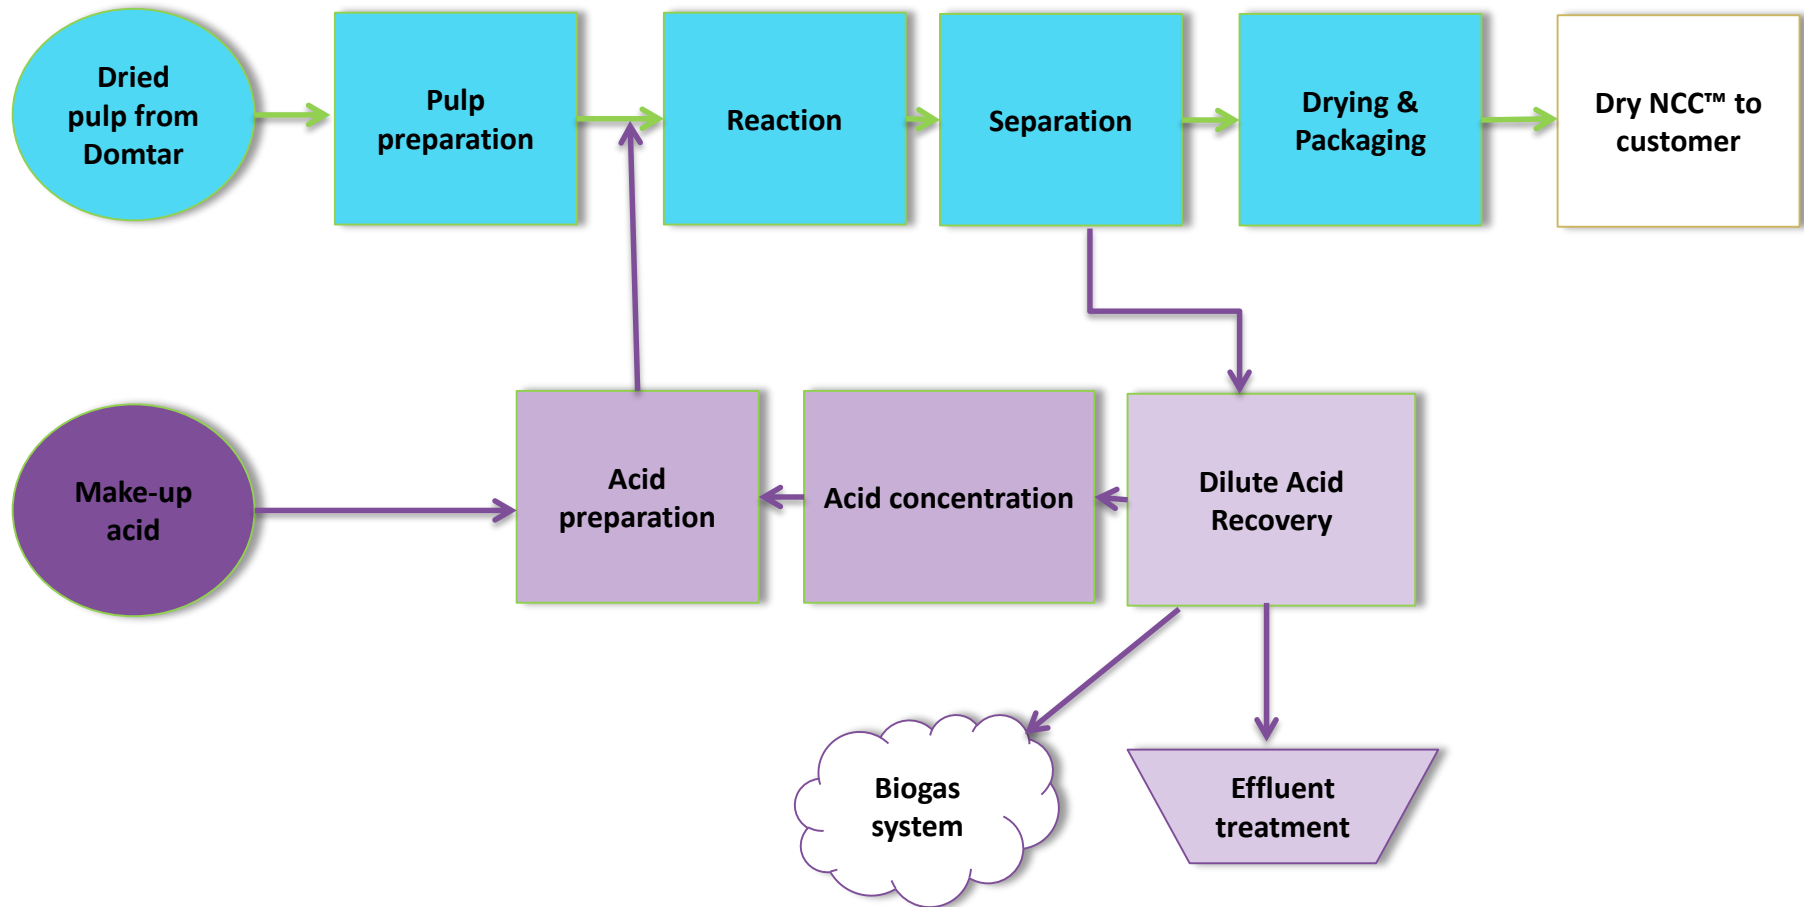 Dried
pulp from
Domtar
Pulp
preparation
Reaction
Separation
Drying &
Packaging
Dry NCC™ to
customer
Make-up
acid
Acid
preparation
Acid concentration
Dilute Acid
Recovery
Biogas
system
Effluent
treatment